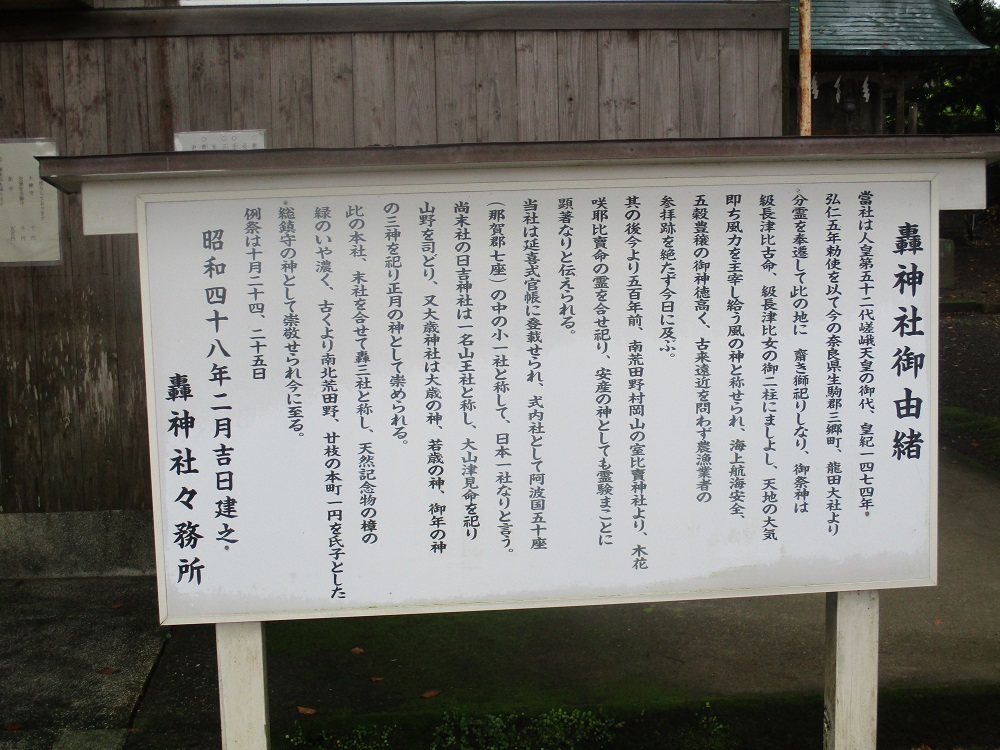 轟神社御由緒
當社は人皇第五十二代嵯峨天皇の御代、皇紀一四七四年。
弘仁五年勅使を以て今の奈良県生駒郡三郷町、龍田大社より
分霊を奉遷して此の地に 齋き獅祀りしなり、御祭神は
級長津比古命、級長津比女の御二柱にましよし、天地の大気
即ち風力を主宰し給う風の神と称せられ、海上航海安全、
五穀豊穣の御神徳高く、古来遠近を問わず農漁業者の
参拝跡を絶たず今日に及ぶ。
其の後今より五百年前、南荒田野村岡山の室比賣神社より、木花
咲耶比賣命の霊を合せ祀り、安産の神としても霊験まことに
顕著なりと伝えられる。
当社は延喜式官帳に登載せられ、式内社として阿波国五十座
(那賀郡七座)の中の小一社と称して、日本一社なりと言う。
尚末社の日吉神社は一名山王社と称し、大山津見命を祀り
山野を司どり、又大歳神社は大歳の神、若歳の神、御年の神
の三神を祀り正月の神として崇められる。
此の本社、末社を合せて轟三社と称し、天然記念物の樟の
緑のいや濃く、古くより南北荒田野、廿枝の本町一円を氏子とした
総鎮守の神として崇敬せられ今に至る。
例祭は十月二十四、二十五日
昭和四十八年二月吉日建之。
轟神社々務所